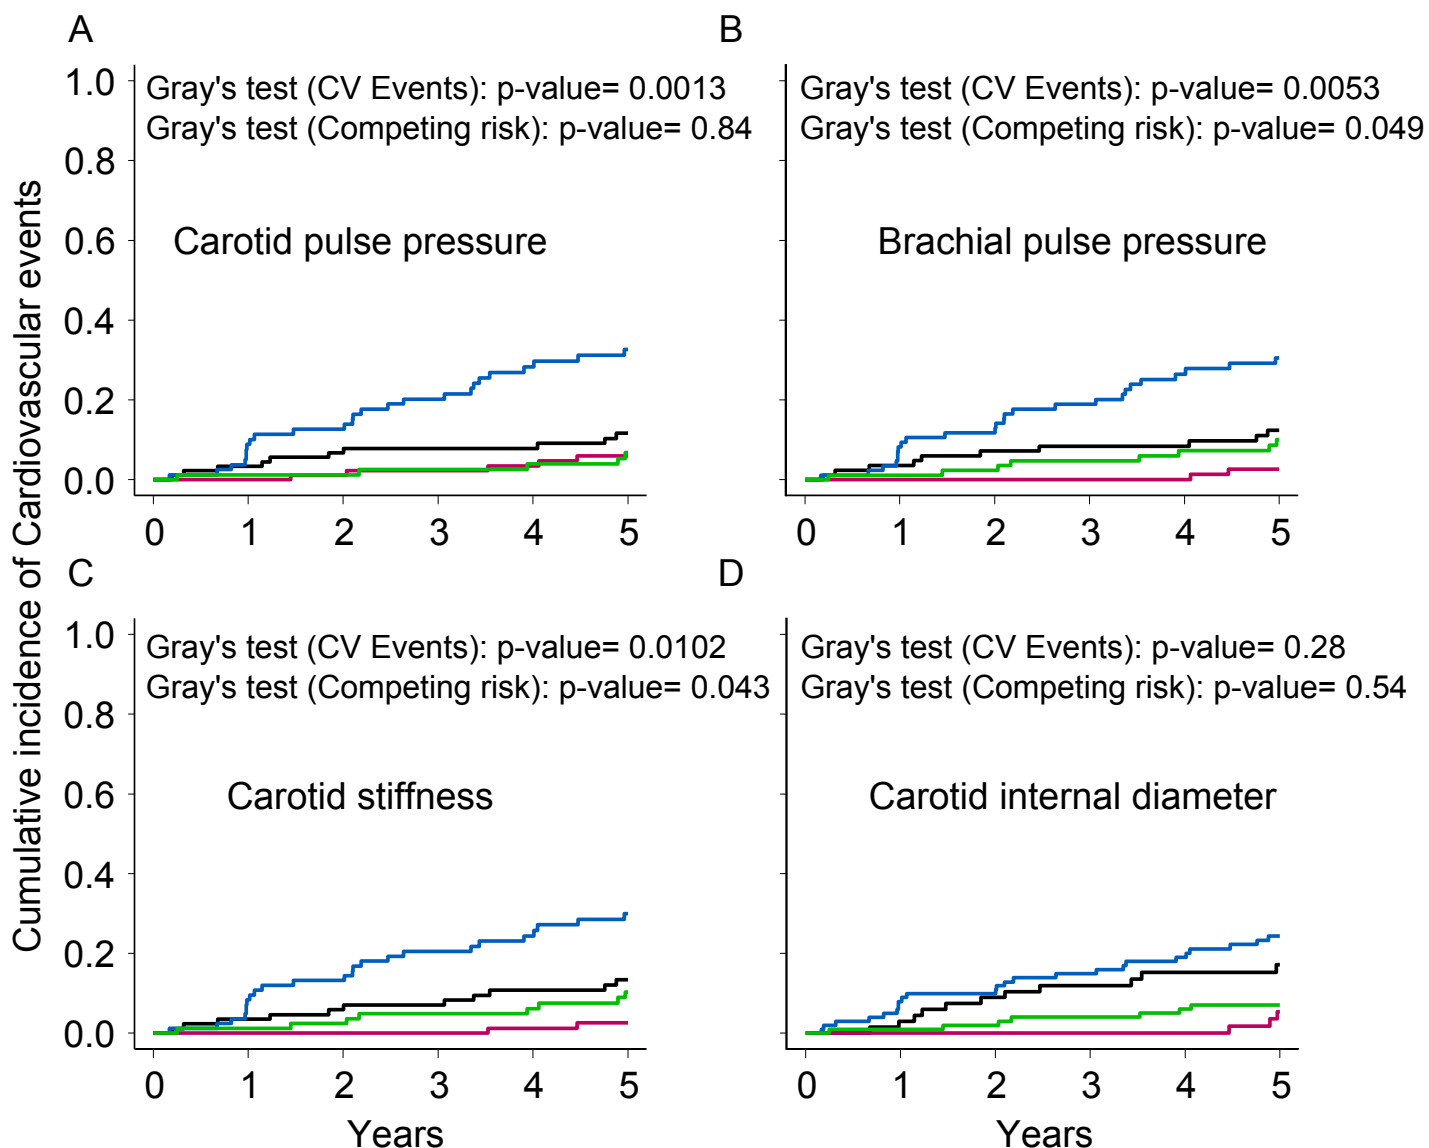 A
Gray's test (CV Events): p-value= 0.0013
Gray's test (Competing risk): p-value= 0.84
Carotid pulse pressure
1.0
0.8
0.6
0.4
0.2
0.0
0 1 2 3 4 5
B
Gray's test (CV Events): p-value= 0.0053
Gray's test (Competing risk): p-value= 0.049
Brachial pulse pressure
0 1 2 3 4 5
Cumulative incidence of Cardiovascular events
C
Gray's test (CV Events): p-value= 0.0102
Gray's test (Competing risk): p-value= 0.043
Carotid stiffness
1.0
0.8
0.6
0.4
0.2
0.0
0 1 2 3 4 5
Years
D
Gray's test (CV Events): p-value= 0.28
Gray's test (Competing risk): p-value= 0.54
Carotid internal diameter
0 1 2 3 4 5
Years